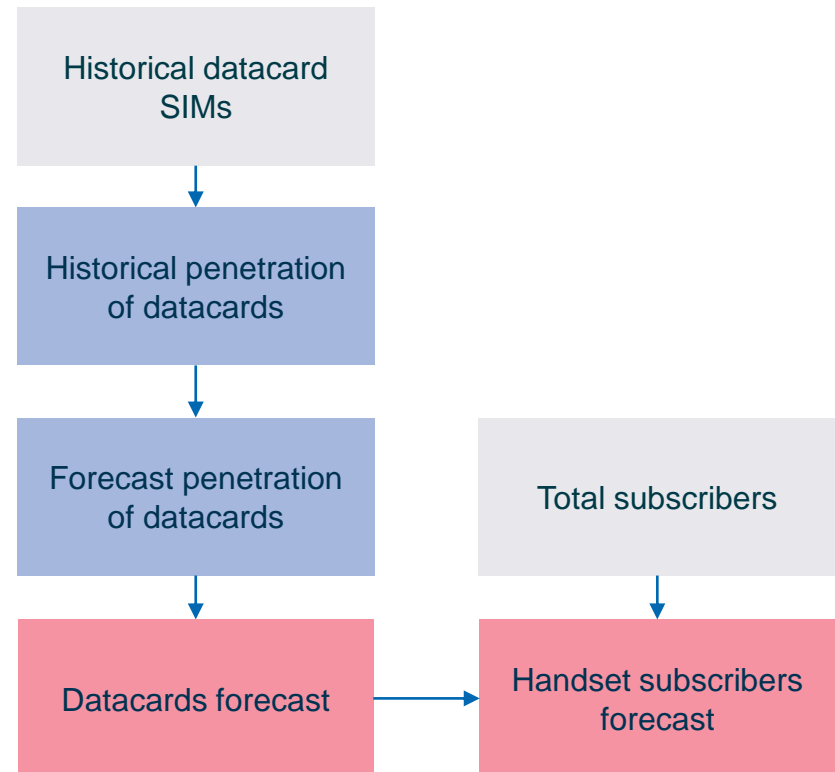 Historical datacard
SIMs
Historical penetration
of datacards
Forecast penetration
of datacards
Total subscribers
Datacards forecast
Handset subscribers
forecast